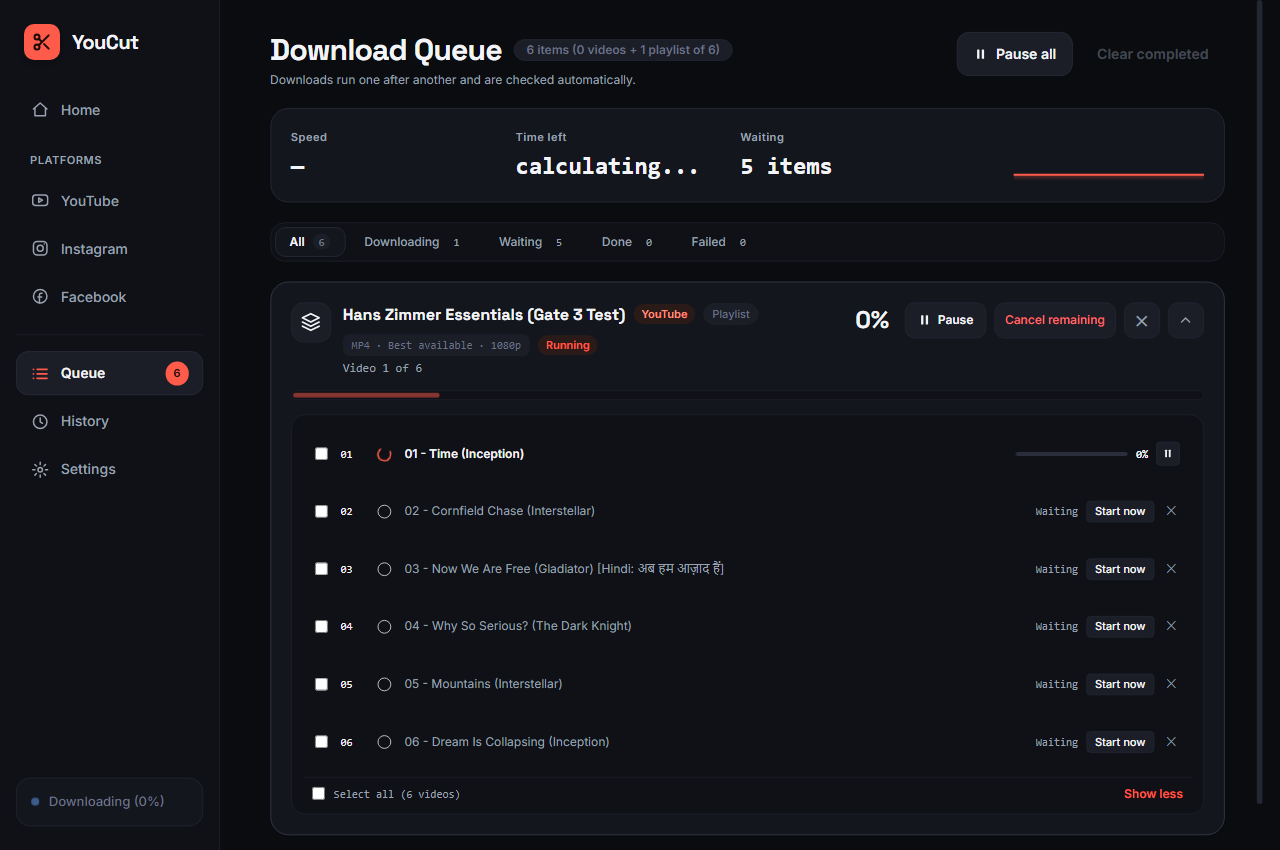 YouCut
Home
PLATFORMS
YouTube
Instagram
Facebook
Queue 6
History
Settings
Downloading (0%)
Download Queue 6 items (0 videos + 1 playlist of 6)
Downloads run one after another and are checked automatically.
Pause all Clear completed
Speed Time left Waiting
— calculating... 5 items
All 6 Downloading 1 Waiting 5 Done 0 Failed 0
Hans Zimmer Essentials (Gate 3 Test) YouTube Playlist
MP4 · Best available · 1080p Running
Video 1 of 6
0% Pause Cancel remaining
01 01 - Time (Inception) 0%
02 02 - Cornfield Chase (Interstellar) Waiting Start now
03 03 - Now We Are Free (Gladiator) [Hindi: अब हम आज़ाद हैं] Waiting Start now
04 04 - Why So Serious? (The Dark Knight) Waiting Start now
05 05 - Mountains (Interstellar) Waiting Start now
06 06 - Dream Is Collapsing (Inception) Waiting Start now
Select all (6 videos) Show less